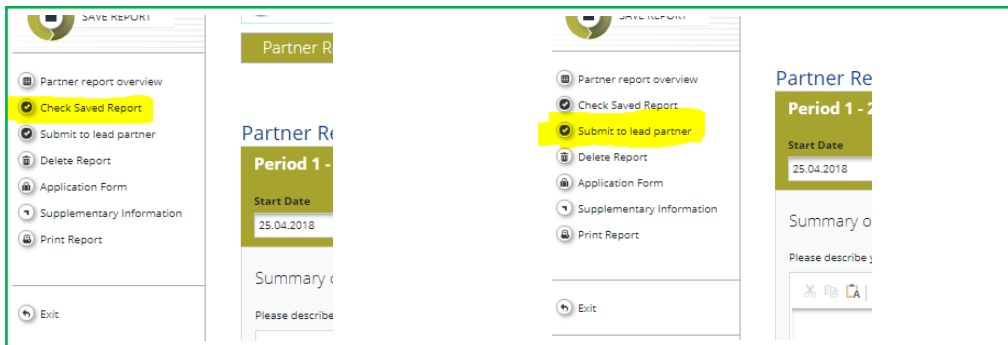 SAVE REPORT
Partner R
Partner report overview
Check Saved Report
Submit to lead partner
Delete Report
Application Form
Supplementary Information
Print Report
Exit
Partner Re
Period 1 -
Start Date
25.04.2018
Summary
Please describe
SAVE REPORT
Partner report overview
Check Saved Report
Submit to lead partner
Delete Report
Application Form
Supplementary Information
Print Report
Exit
Partner Re
Period 1 - 2
Start Date
25.04.2018
Summary o
Please describe y